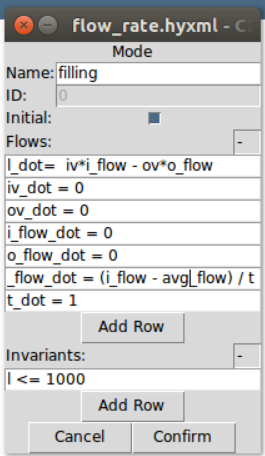 flow_rate.hyxml - C
Mode
Name: filling
ID: 0
Initial:
Flows: -
l_dot=  iv*i_flow - ov*o_flow
iv_dot = 0
ov_dot = 0
i_flow_dot = 0
o_flow_dot = 0
_flow_dot = (i_flow - avg_flow) / t
t_dot = 1
Add Row
Invariants: -
l <= 1000
Add Row
Cancel Confirm